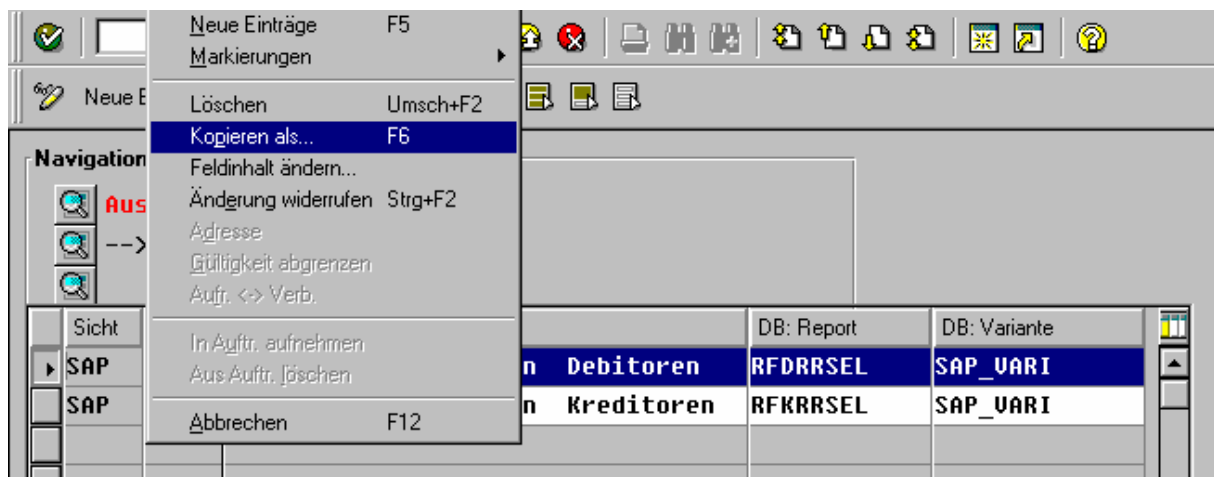 Neue Einträge F5
Markierungen
Neue E
Löschen Umsch+F2
Kopieren als... F6
Navigation
Feldinhalt ändern...
Aus
Änderung widerrufen Strg+F2
-->
Adresse
Gültigkeit abgrenzen
Auftr. <-> Verb.
Sicht DB: Report DB: Variante
In Auftr. aufnehmen
SAP n Debitoren RFDRRSEL SAP_VARI
Aus Auftr. löschen
SAP n Kreditoren RFKRRSEL SAP_VARI
Abbrechen F12